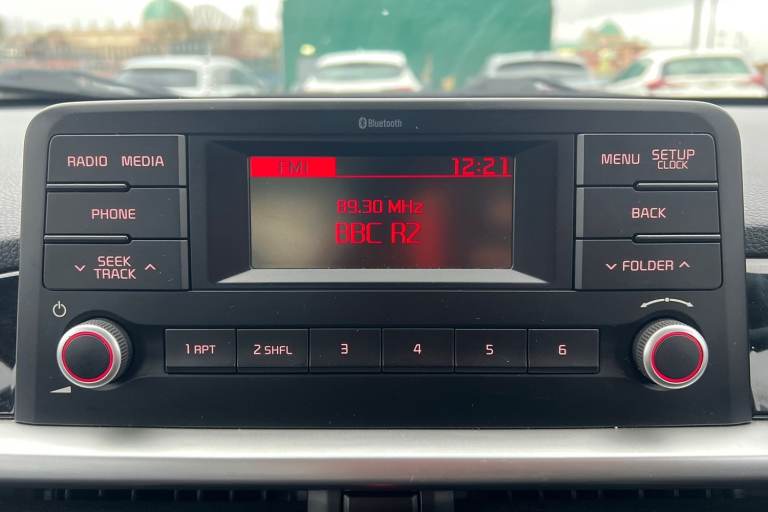 Bluetooth
RADIO MEDIA
PHONE
SEEK
TRACK
FM1 12:21
89.30 MHz
BBC R2
MENU SETUP
CLOCK
BACK
FOLDER
1 RPT 2 SHFL 3 4 5 6